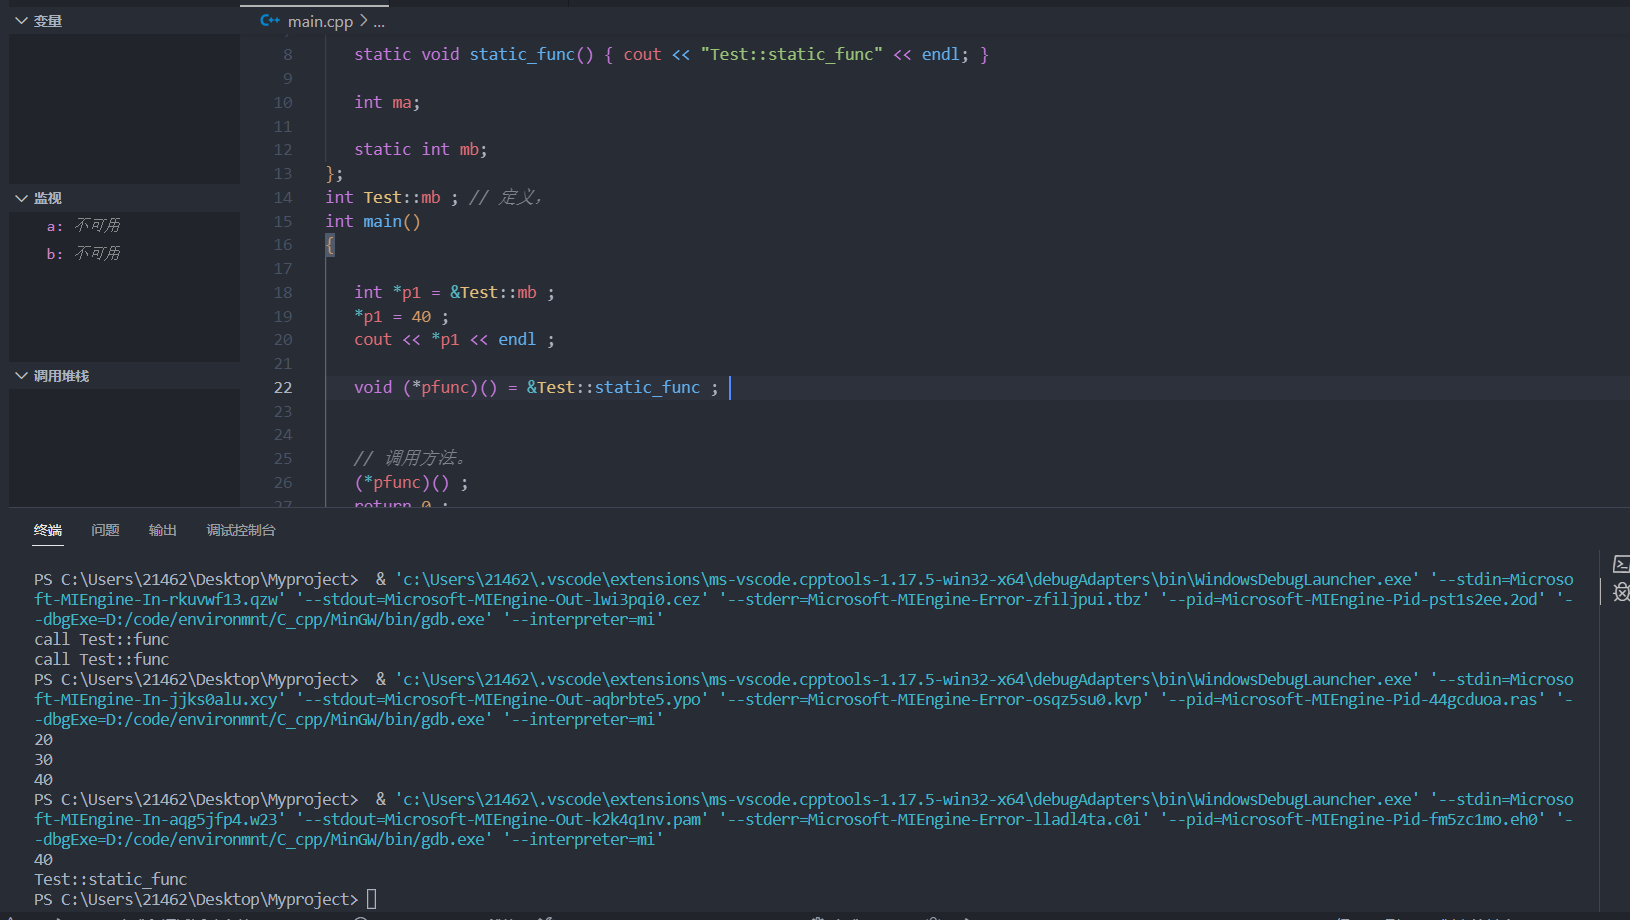 变量
main.cpp > ...
8 static void static_func() { cout << "Test::static_func" << endl; }
9
10 int ma;
11
12 static int mb;
13 };
监视
14 int Test::mb ; // 定义，
a: 不可用
15 int main()
b: 不可用
16 {
17
18 int *p1 = &Test::mb ;
19 *p1 = 40 ;
20 cout << *p1 << endl ;
21
调用堆栈
22 void (*pfunc)() = &Test::static_func ;
23
24
25 // 调用方法。
26 (*pfunc)() ;
27 return 0 ;
终端 问题 输出 调试控制台
PS C:\Users\21462\Desktop\Myproject>  & 'c:\Users\21462\.vscode\extensions\ms-vscode.cpptools-1.17.5-win32-x64\debugAdapters\bin\WindowsDebugLauncher.exe' '--stdin=Microso
ft-MIEngine-In-rkuvwf13.qzw' '--stdout=Microsoft-MIEngine-Out-lwi3pqi0.cez' '--stderr=Microsoft-MIEngine-Error-zfiljpui.tbz' '--pid=Microsoft-MIEngine-Pid-pst1s2ee.2od' '-
-dbgExe=D:/code/environmnt/C_cpp/MinGW/bin/gdb.exe' '--interpreter=mi'
call Test::func
call Test::func
PS C:\Users\21462\Desktop\Myproject>  & 'c:\Users\21462\.vscode\extensions\ms-vscode.cpptools-1.17.5-win32-x64\debugAdapters\bin\WindowsDebugLauncher.exe' '--stdin=Microso
ft-MIEngine-In-jjks0alu.xcy' '--stdout=Microsoft-MIEngine-Out-aqbrbte5.ypo' '--stderr=Microsoft-MIEngine-Error-osqz5su0.kvp' '--pid=Microsoft-MIEngine-Pid-44gcduoa.ras' '-
-dbgExe=D:/code/environmnt/C_cpp/MinGW/bin/gdb.exe' '--interpreter=mi'
20
30
40
PS C:\Users\21462\Desktop\Myproject>  & 'c:\Users\21462\.vscode\extensions\ms-vscode.cpptools-1.17.5-win32-x64\debugAdapters\bin\WindowsDebugLauncher.exe' '--stdin=Microso
ft-MIEngine-In-aqg5jfp4.w23' '--stdout=Microsoft-MIEngine-Out-k2k4q1nv.pam' '--stderr=Microsoft-MIEngine-Error-lladl4ta.c0i' '--pid=Microsoft-MIEngine-Pid-fm5zc1mo.eh0' '-
-dbgExe=D:/code/environmnt/C_cpp/MinGW/bin/gdb.exe' '--interpreter=mi'
40
Test::static_func
PS C:\Users\21462\Desktop\Myproject>